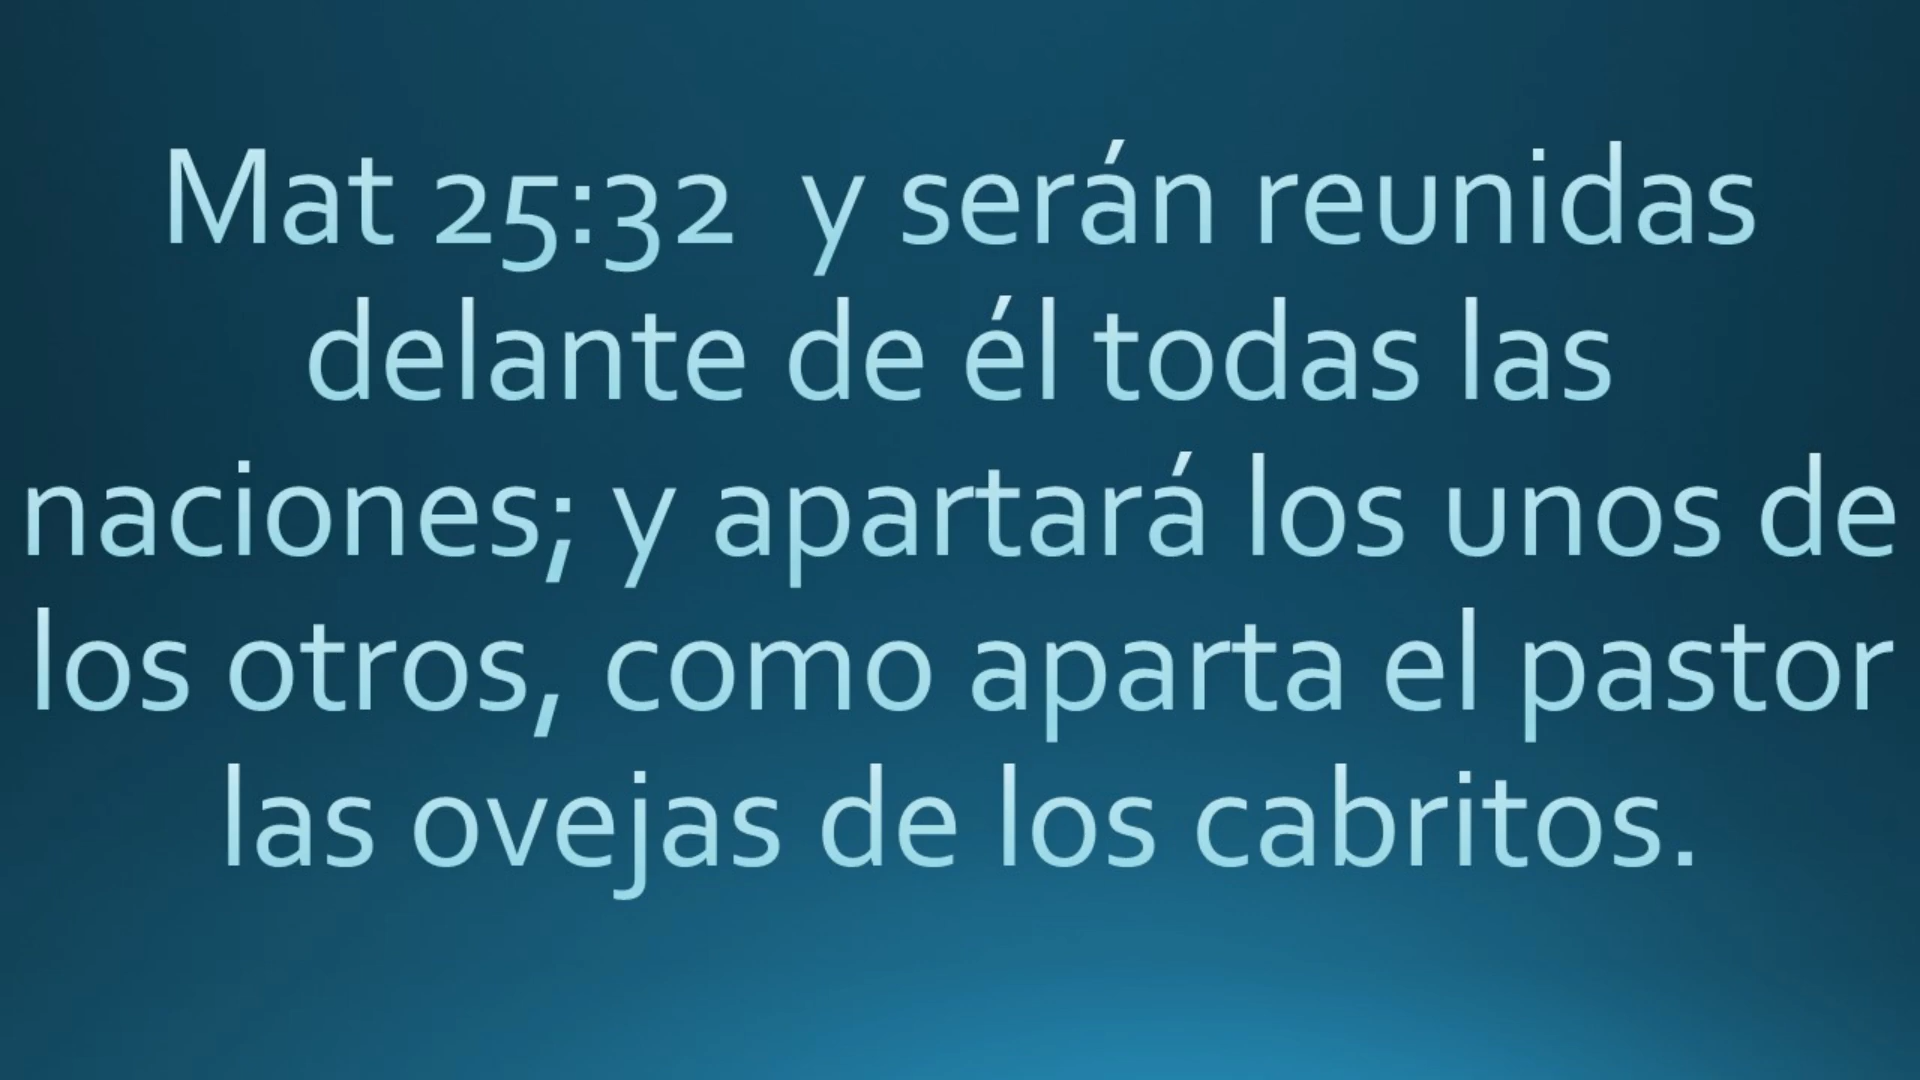 Mat 25:32  y serán reunidas
delante de él todas las
naciones; y apartará los unos de
los otros, como aparta el pastor
las ovejas de los cabritos.